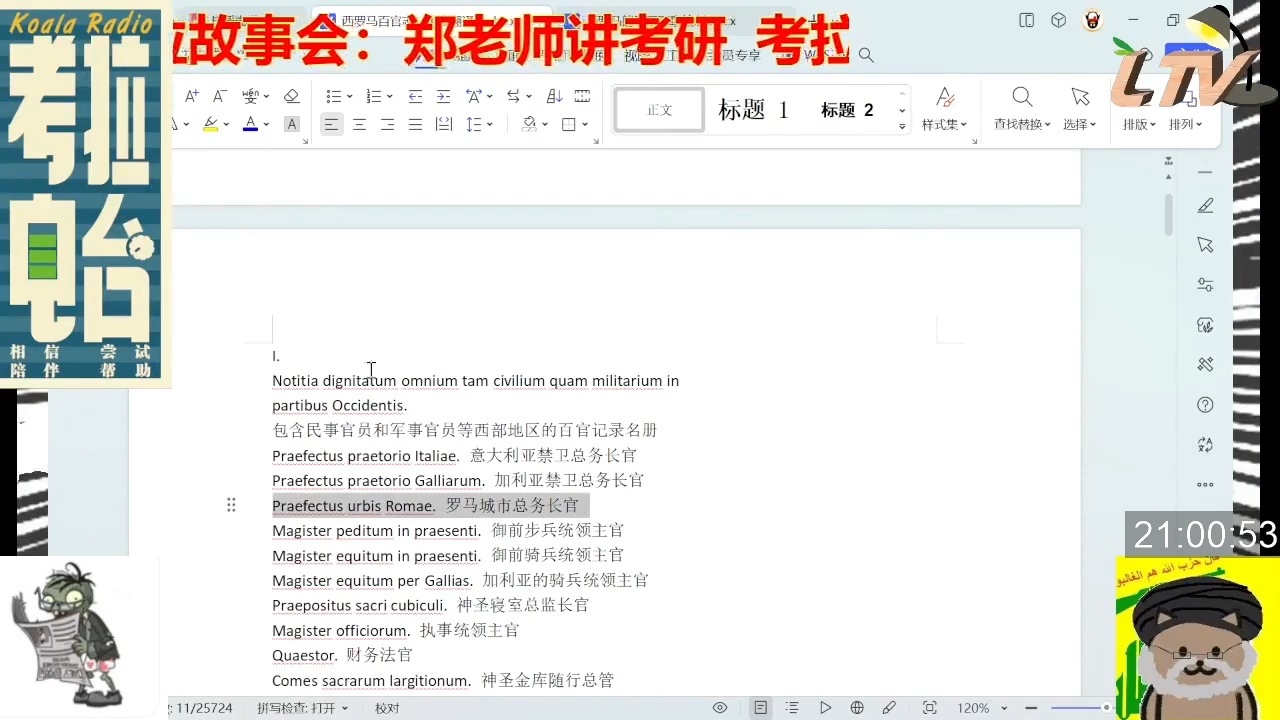 Koala Radio
考拉电台
相信 尝试
陪伴 帮助
故事会：郑老师讲考研 考拉
LTV
正文
标题 1
标题 2
样式集
查找替换
选择
排版
排列
I.
Notitia dignitatum omnium tam civilium quam militarium in
partibus Occidentis.
包含民事官员和军事官员等西部地区的百官记录名册
Praefectus praetorio Italiae. 意大利亚禁卫总务长官
Praefectus praetorio Galliarum. 加利亚禁卫总务长官
Praefectus urbis Romae. 罗马城市总务长官
Magister peditum in praesenti. 御前步兵统领主官
Magister equitum in praesenti. 御前骑兵统领主官
Magister equitum per Gallias. 加利亚的骑兵统领主官
Praepositus sacri cubiculi. 神圣寝室总监长官
Magister officiorum. 执事统领主官
Quaestor. 财务法官
Comes sacrarum largitionum. 神圣金库随行总管
21:00:53
: 11/25724
拼写检查: 打开
校对
120%